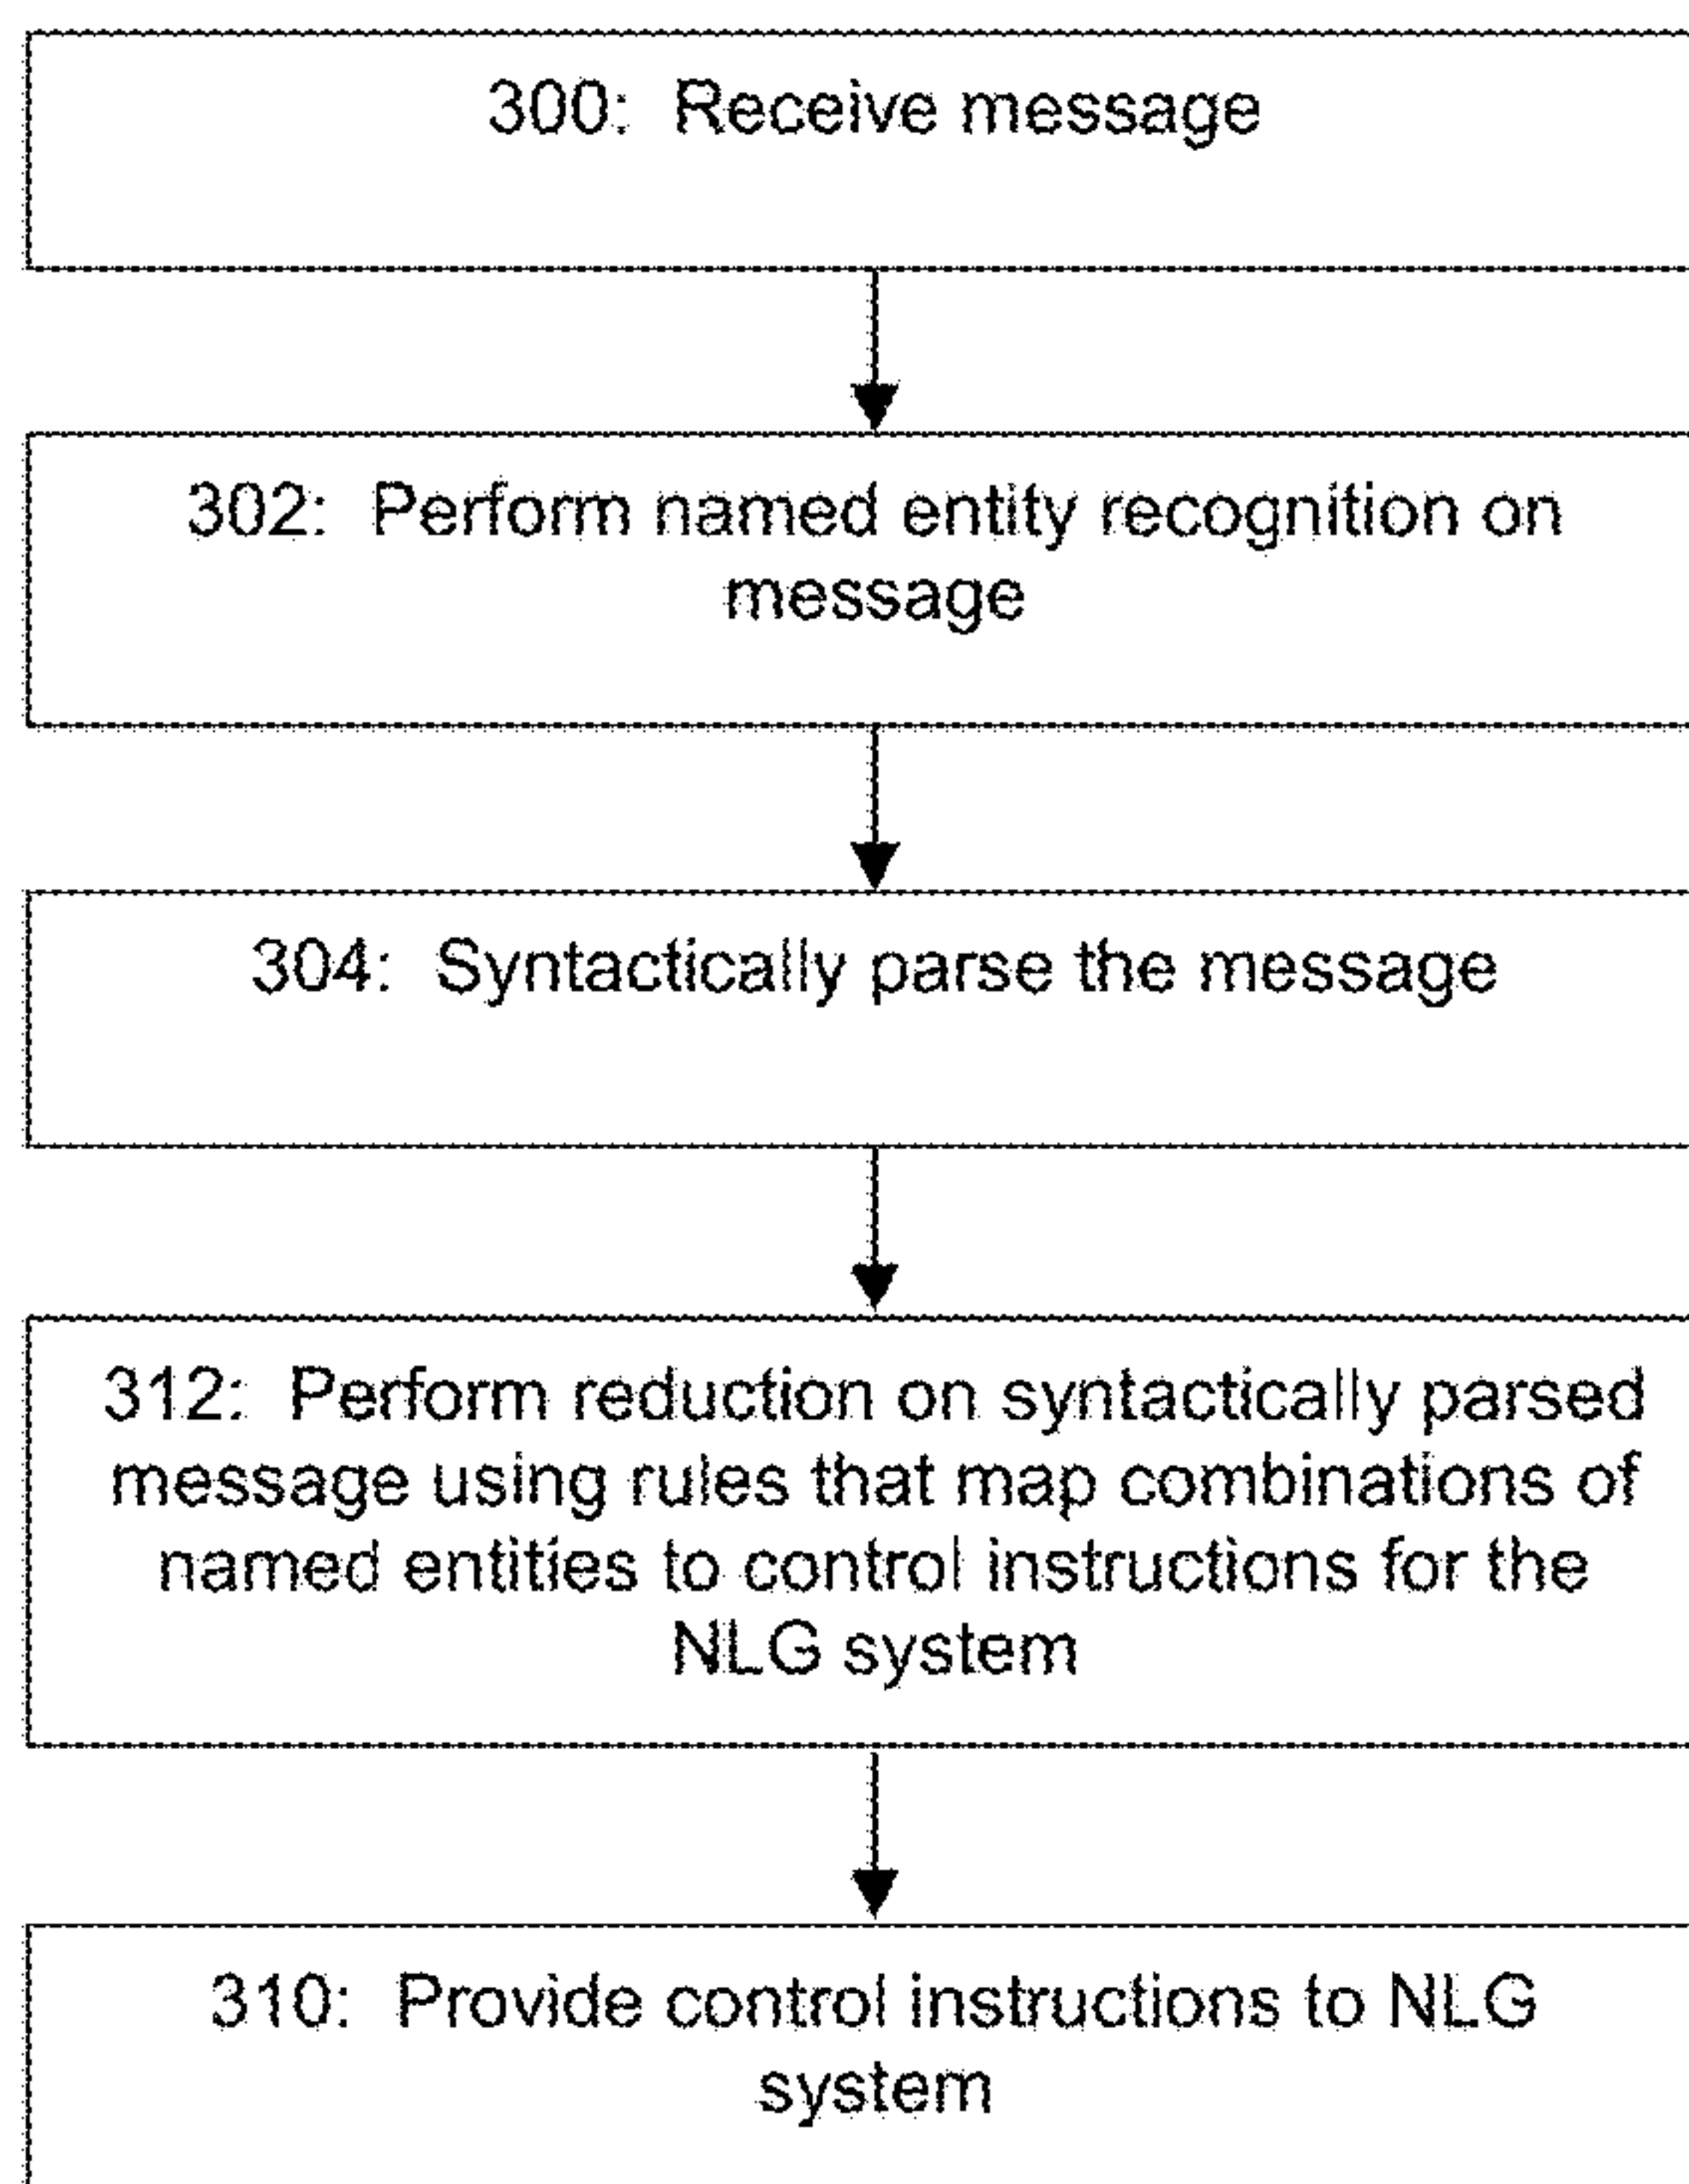 300: Receive message
302: Perform named entity recognition on
message
304: Syntactically parse the message
312: Perform reduction on syntactically parsed
message using rules that map combinations of
named entities to control instructions for the
NLG system
310: Provide control instructions to NLG
system